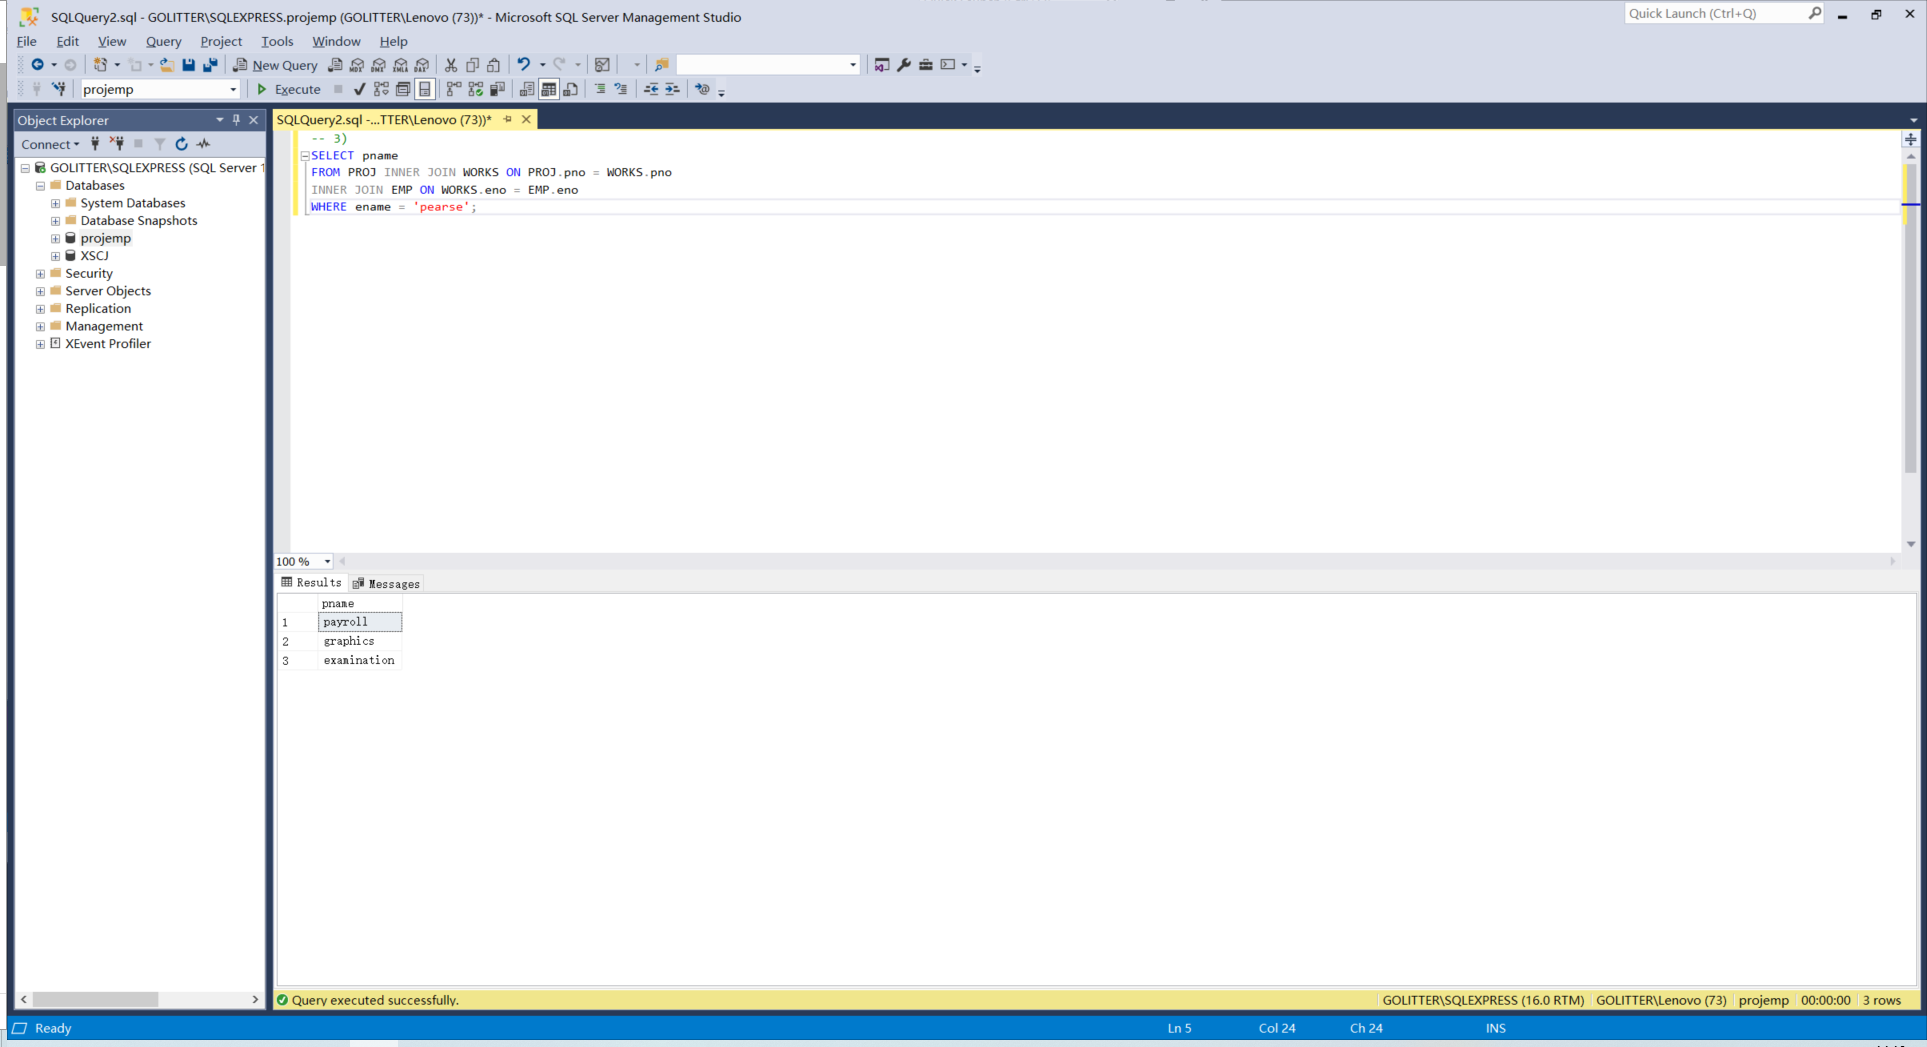 SQLQuery2.sql - GOLITTER\SQLEXPRESS.projemp (GOLITTER\Lenovo (73))* - Microsoft SQL Server Management Studio
Quick Launch (Ctrl+Q)
File Edit View Query Project Tools Window Help
New Query MDX DMX XMLA DAX
projemp Execute
Object Explorer
SQLQuery2.sql -...TTER\Lenovo (73))*
Connect
GOLITTER\SQLEXPRESS (SQL Server 1
Databases
System Databases
Database Snapshots
projemp
XSCJ
Security
Server Objects
Replication
Management
XEvent Profiler
-- 3)
SELECT pname
FROM PROJ INNER JOIN WORKS ON PROJ.pno = WORKS.pno
INNER JOIN EMP ON WORKS.eno = EMP.eno
WHERE ename = 'pearse';
100 %
Results Messages
pname
1 payroll
2 graphics
3 examination
Query executed successfully. GOLITTER\SQLEXPRESS (16.0 RTM) GOLITTER\Lenovo (73) projemp 00:00:00 3 rows
Ready Ln 5 Col 24 Ch 24 INS